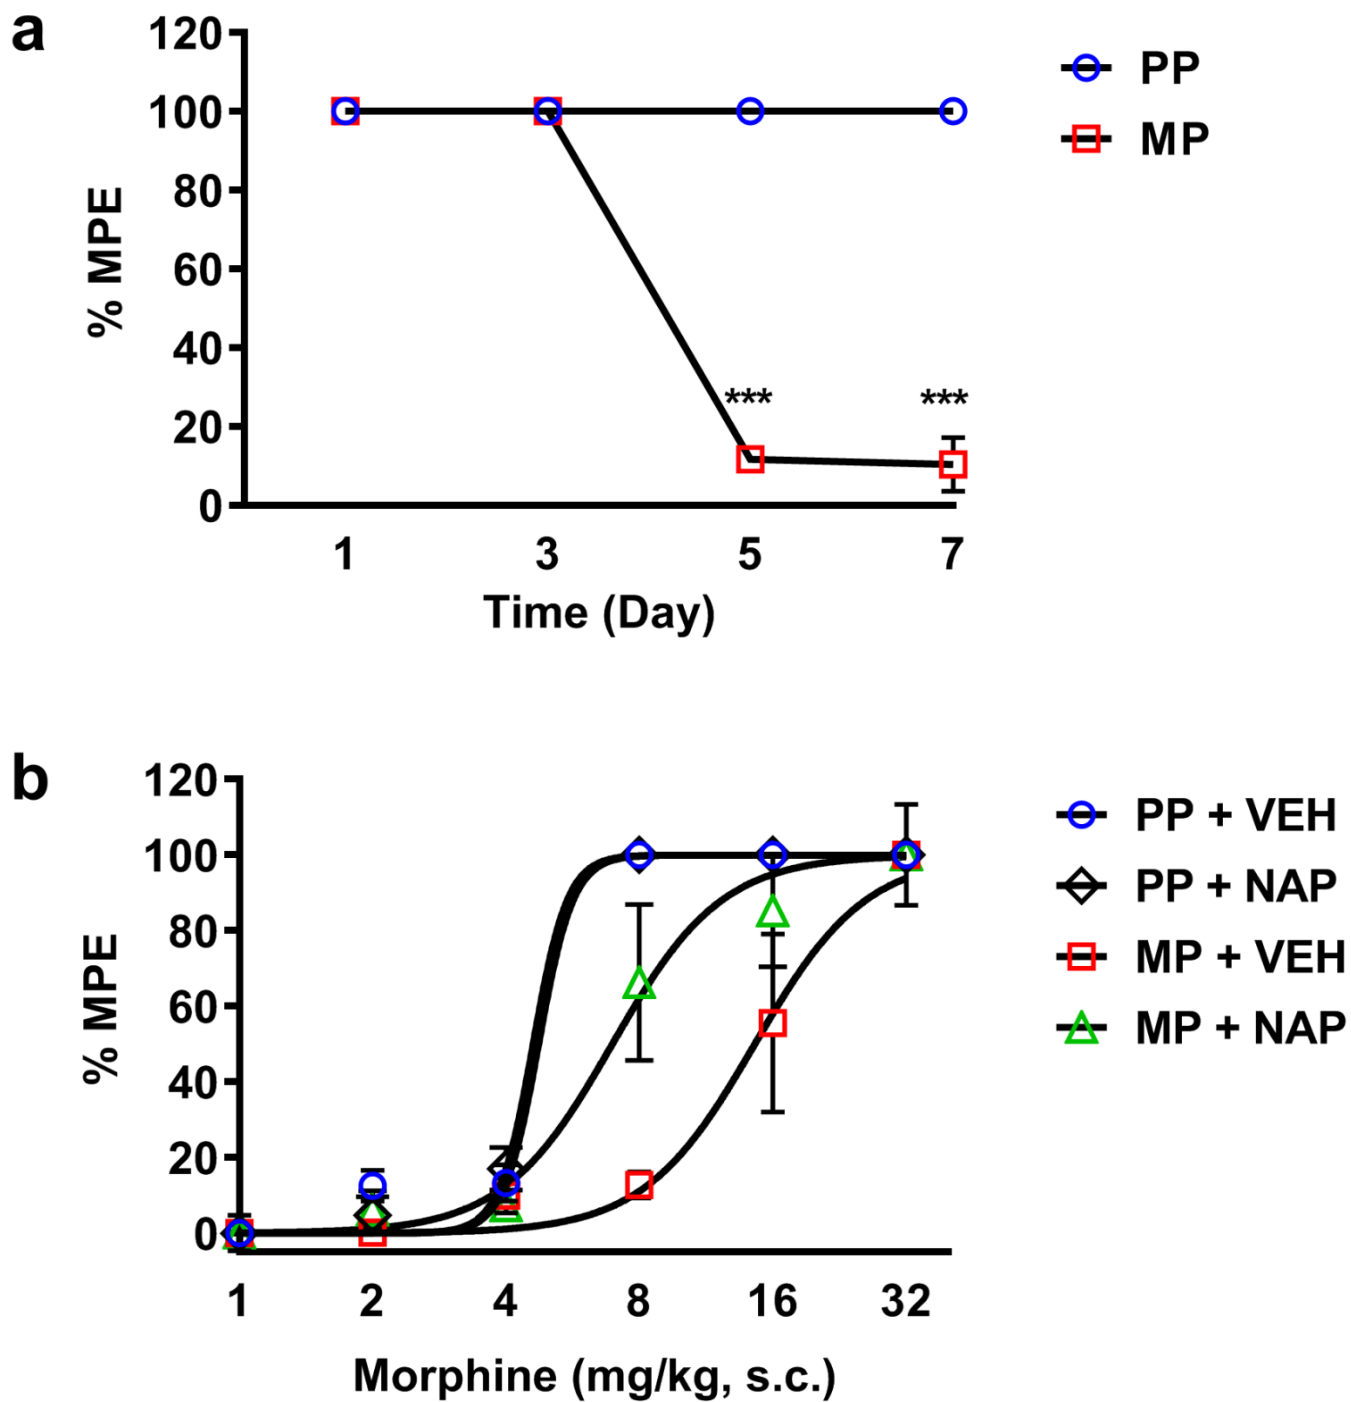 a
120
100
80
60
40
20
0
% MPE
***
***
1 3 5 7
Time (Day)
PP
MP
b
120
100
80
60
40
20
0
% MPE
1 2 4 8 16 32
Morphine (mg/kg, s.c.)
PP + VEH
PP + NAP
MP + VEH
MP + NAP